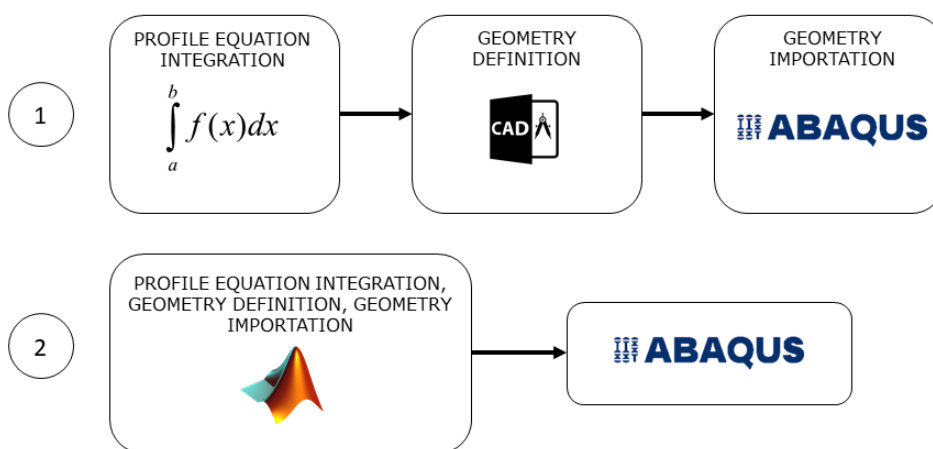 PROFILE EQUATION
INTEGRATION
GEOMETRY
DEFINITION
GEOMETRY
IMPORTATION
1
b
∫ f(x)dx
a
CAD
ABAQUS
PROFILE EQUATION INTEGRATION,
GEOMETRY DEFINITION, GEOMETRY
IMPORTATION
2
ABAQUS